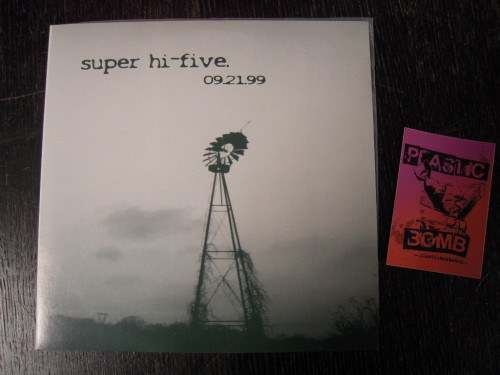 super hi-five.
09.21.99
PLASTIC
BOMB